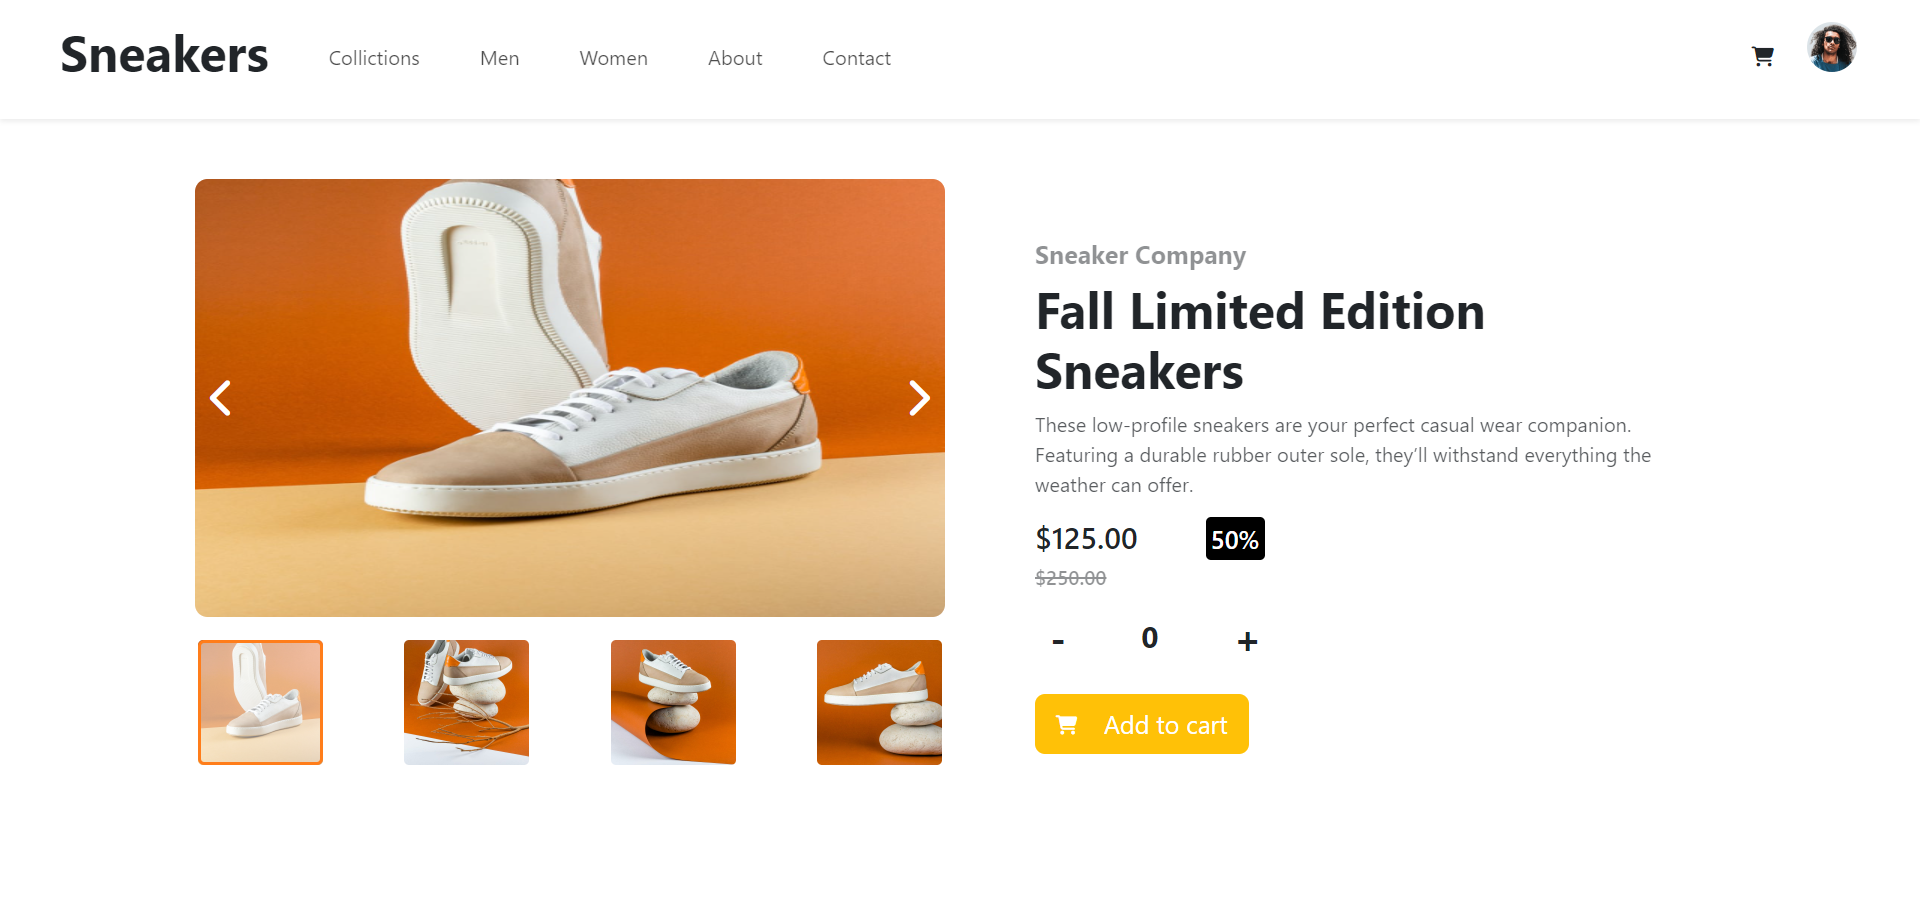 Sneakers
Collictions
Men
Women
About
Contact
Sneaker Company
Fall Limited Edition
Sneakers
These low-profile sneakers are your perfect casual wear companion.
Featuring a durable rubber outer sole, they’ll withstand everything the
weather can offer.
$125.00
50%
$250.00
-
0
+
Add to cart